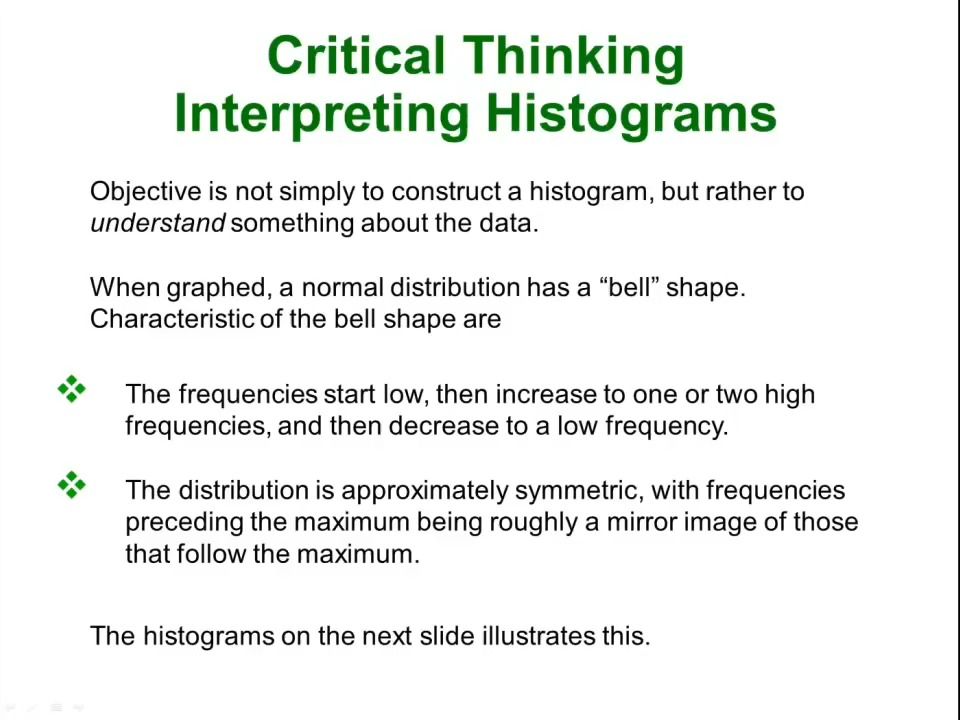 Critical Thinking
Interpreting Histograms
Objective is not simply to construct a histogram, but rather to
understand something about the data.
When graphed, a normal distribution has a “bell” shape.
Characteristic of the bell shape are
The frequencies start low, then increase to one or two high
frequencies, and then decrease to a low frequency.
The distribution is approximately symmetric, with frequencies
preceding the maximum being roughly a mirror image of those
that follow the maximum.
The histograms on the next slide illustrates this.